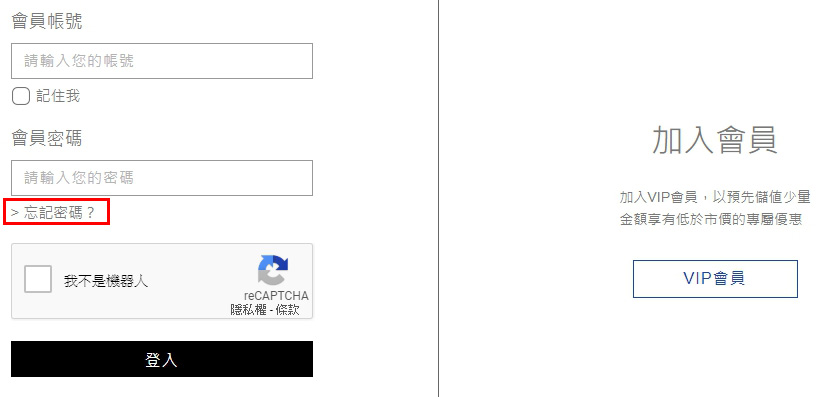 會員帳號
請輸入您的帳號
記住我
會員密碼
請輸入您的密碼
> 忘記密碼？
我不是機器人
reCAPTCHA
隱私權 - 條款
登入
加入會員
加入VIP會員，以預先儲值少量
金額享有低於市價的專屬優惠
VIP會員